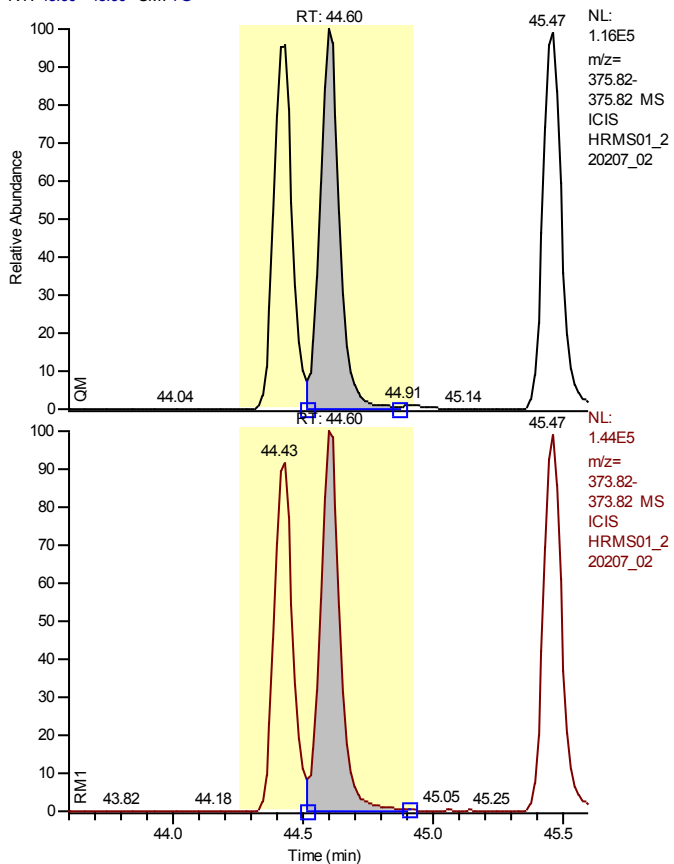 RT: 44.60
45.47
NL:
1.16E5
m/z=
375.82-
375.82 MS
ICIS
HRMS01_2
20207_02
100
90
80
70
60
50
40
30
20
10
0
Relative Abundance
QM
44.04
44.91
45.14
RT: 44.60
45.47
44.43
NL:
1.44E5
m/z=
373.82-
373.82 MS
ICIS
HRMS01_2
20207_02
100
90
80
70
60
50
40
30
20
10
0
RM1
43.82
44.18
45.05
45.25
44.0
44.5
45.0
45.5
Time (min)